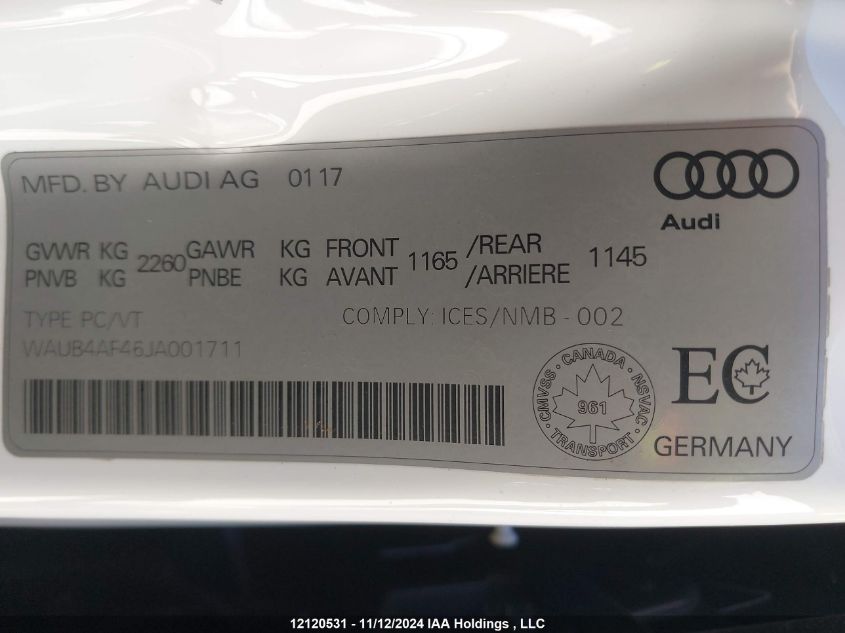 MFD. BY AUDI AG 01 17
Audi
GVWR KG 2260 GAWR KG FRONT 1165 /REAR 1145
PNVB KG PNBE KG AVANT /ARRIERE
TYPE PC/VT COMPLY: ICES/NMB - 002
WAUB4AF46JA001711
CMVSS CANADA NSVAC
961
TRANSPORT
EC
GERMANY
12120531 - 11/12/2024 IAA Holdings , LLC